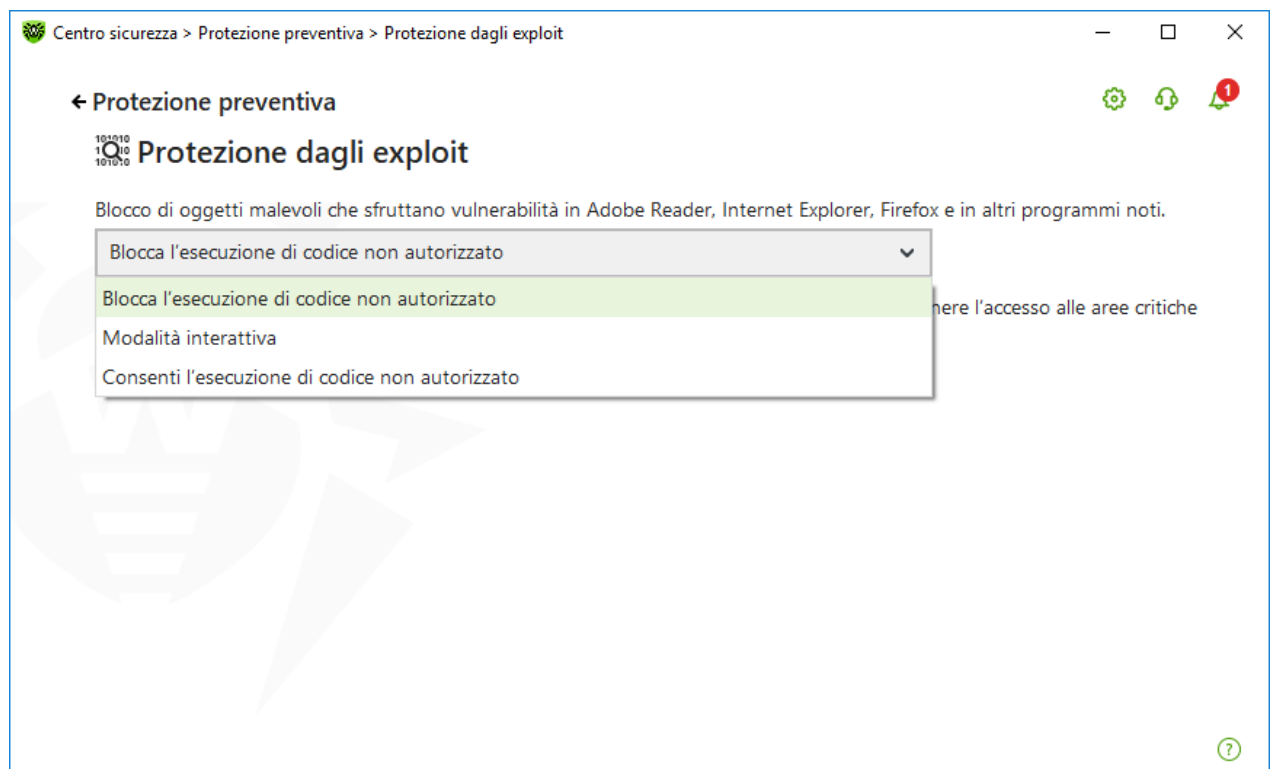 Centro sicurezza > Protezione preventiva > Protezione dagli exploit
Protezione preventiva
1
Protezione dagli exploit
Blocco di oggetti malevoli che sfruttano vulnerabilità in Adobe Reader, Internet Explorer, Firefox e in altri programmi noti.
Blocca l'esecuzione di codice non autorizzato
Blocca l'esecuzione di codice non autorizzato
l'accesso alle aree critiche
Modalità interattiva
Consenti l'esecuzione di codice non autorizzato
?